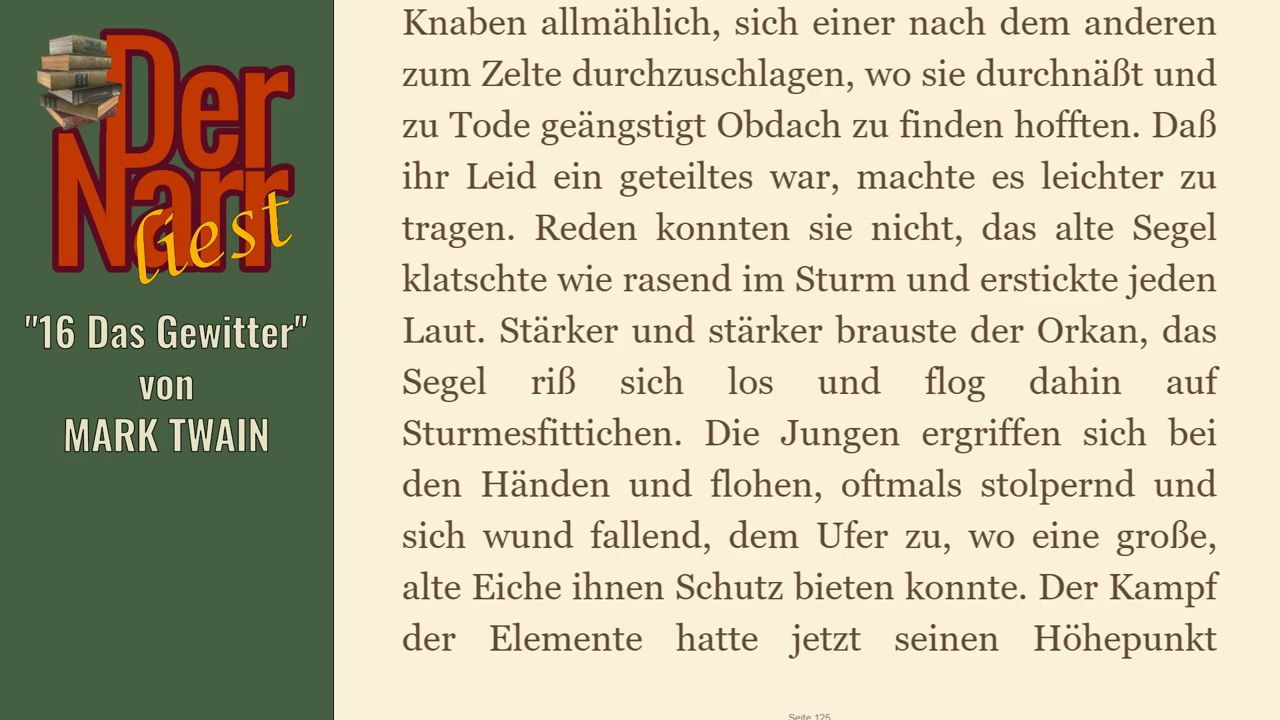 Der
Narr
liest
"16 Das Gewitter"
von
MARK TWAIN
Knaben allmählich, sich einer nach dem anderen
zum Zelte durchzuschlagen, wo sie durchnäßt und
zu Tode geängstigt Obdach zu finden hofften. Daß
ihr Leid ein geteiltes war, machte es leichter zu
tragen. Reden konnten sie nicht, das alte Segel
klatschte wie rasend im Sturm und erstickte jeden
Laut. Stärker und stärker brauste der Orkan, das
Segel riß sich los und flog dahin auf
Sturmesfittichen. Die Jungen ergriffen sich bei
den Händen und flohen, oftmals stolpernd und
sich wund fallend, dem Ufer zu, wo eine große,
alte Eiche ihnen Schutz bieten konnte. Der Kampf
der Elemente hatte jetzt seinen Höhepunkt
Seite 125